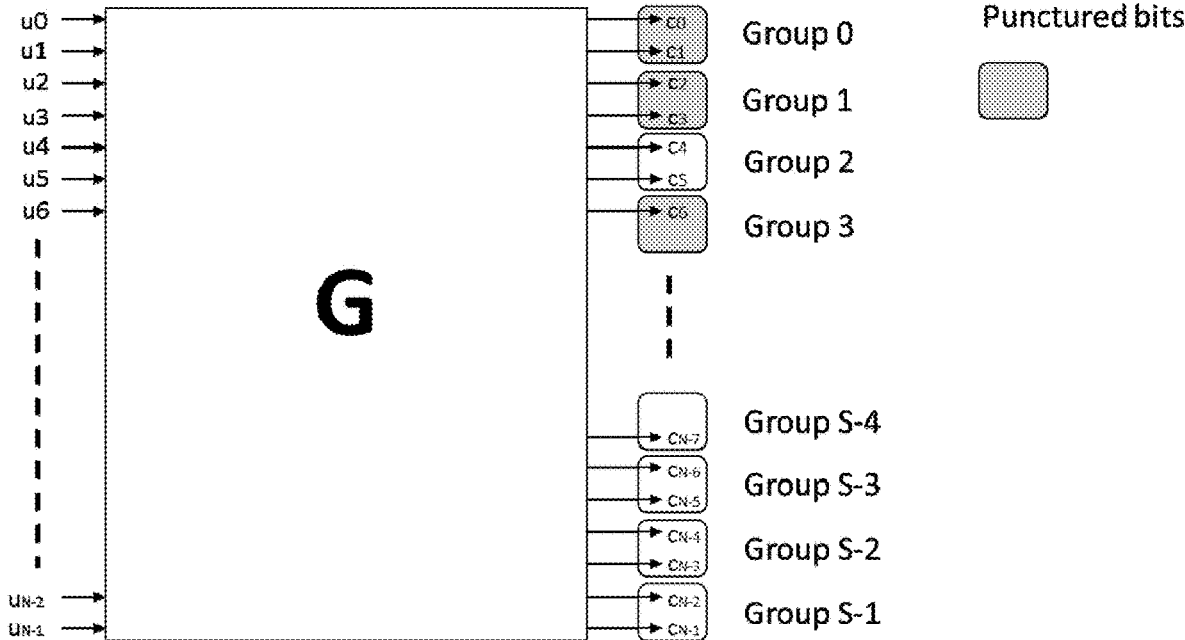 u0
u1
u2
u3
u4
u5
u6
uN-2
uN-1
G
c0
c1
c2
c3
c4
c5
c6
cN-7
cN-6
cN-5
cN-4
cN-3
cN-2
cN-1
Group 0
Group 1
Group 2
Group 3
Group S-4
Group S-3
Group S-2
Group S-1
Punctured bits